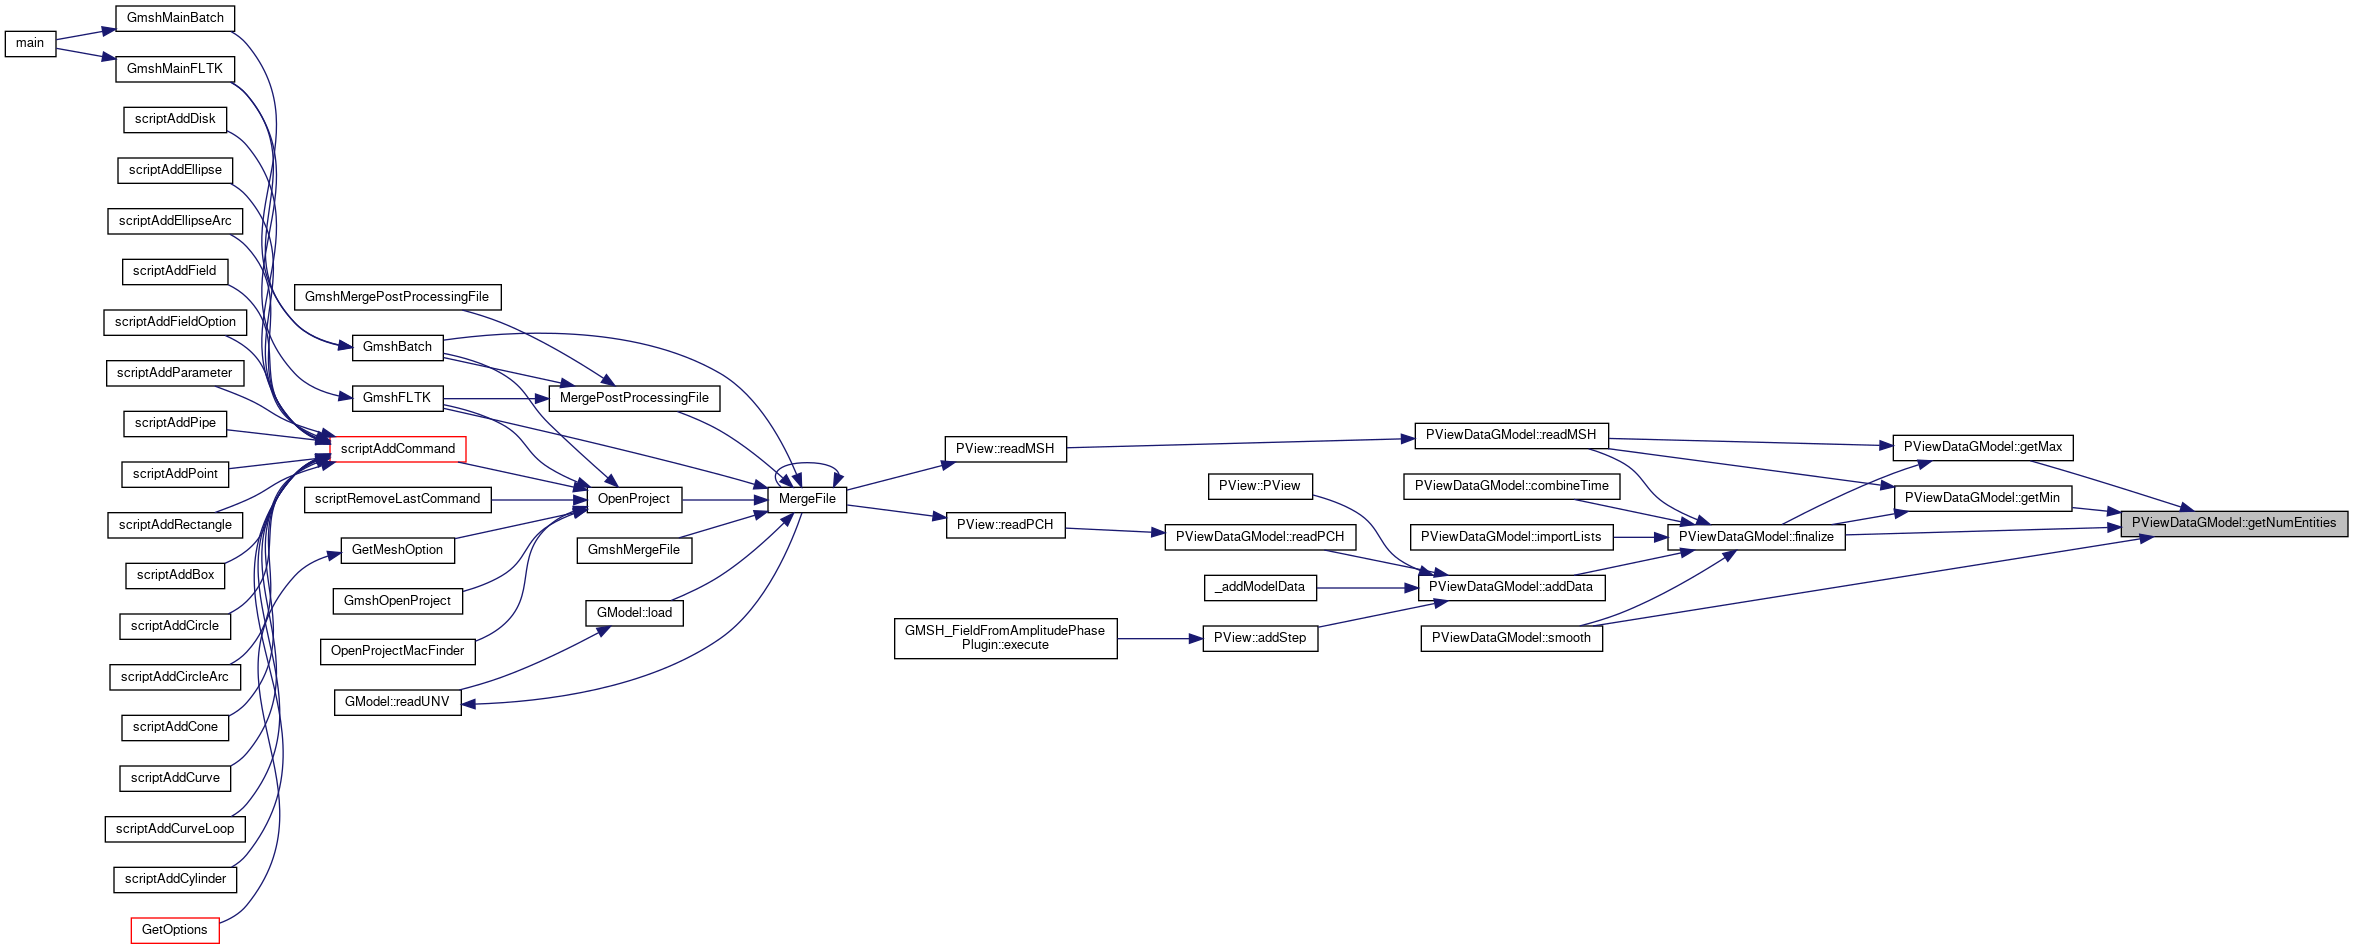 main
GmshMainBatch
GmshMainFLTK
scriptAddDisk
scriptAddEllipse
scriptAddEllipseArc
scriptAddField
scriptAddFieldOption
scriptAddParameter
scriptAddPipe
scriptAddPoint
scriptAddRectangle
scriptAddBox
scriptAddCircle
scriptAddCircleArc
scriptAddCone
scriptAddCurve
scriptAddCurveLoop
scriptAddCylinder
GetOptions
GmshMergePostProcessingFile
GmshBatch
GmshFLTK
scriptAddCommand
scriptRemoveLastCommand
GetMeshOption
GmshOpenProject
OpenProjectMacFinder
GModel::readUNV
MergePostProcessingFile
OpenProject
GmshMergeFile
GModel::load
MergeFile
PView::readMSH
PView::readPCH
GMSH_FieldFromAmplitudePhase
Plugin::execute
PView::PView
PViewDataGModel::readPCH
_addModelData
PView::addStep
PViewDataGModel::readMSH
PViewDataGModel::combineTime
PViewDataGModel::importLists
PViewDataGModel::addData
PViewDataGModel::smooth
PViewDataGModel::getMax
PViewDataGModel::getMin
PViewDataGModel::finalize
PViewDataGModel::getNumEntities